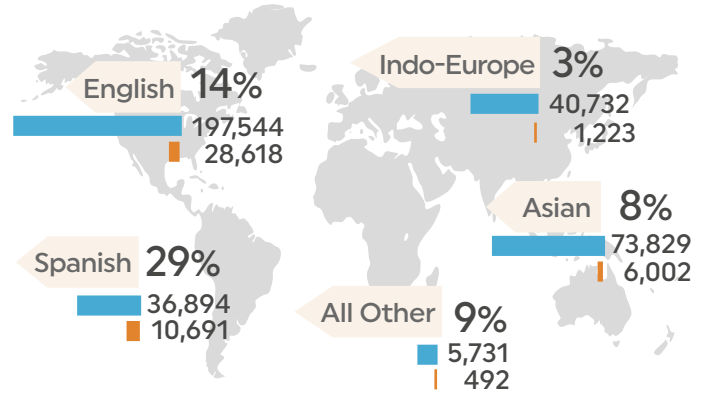 English 14%
197,544
28,618
Indo-Europe 3%
40,732
1,223
Asian 8%
73,829
6,002
Spanish 29%
36,894
10,691
All Other 9%
5,731
492